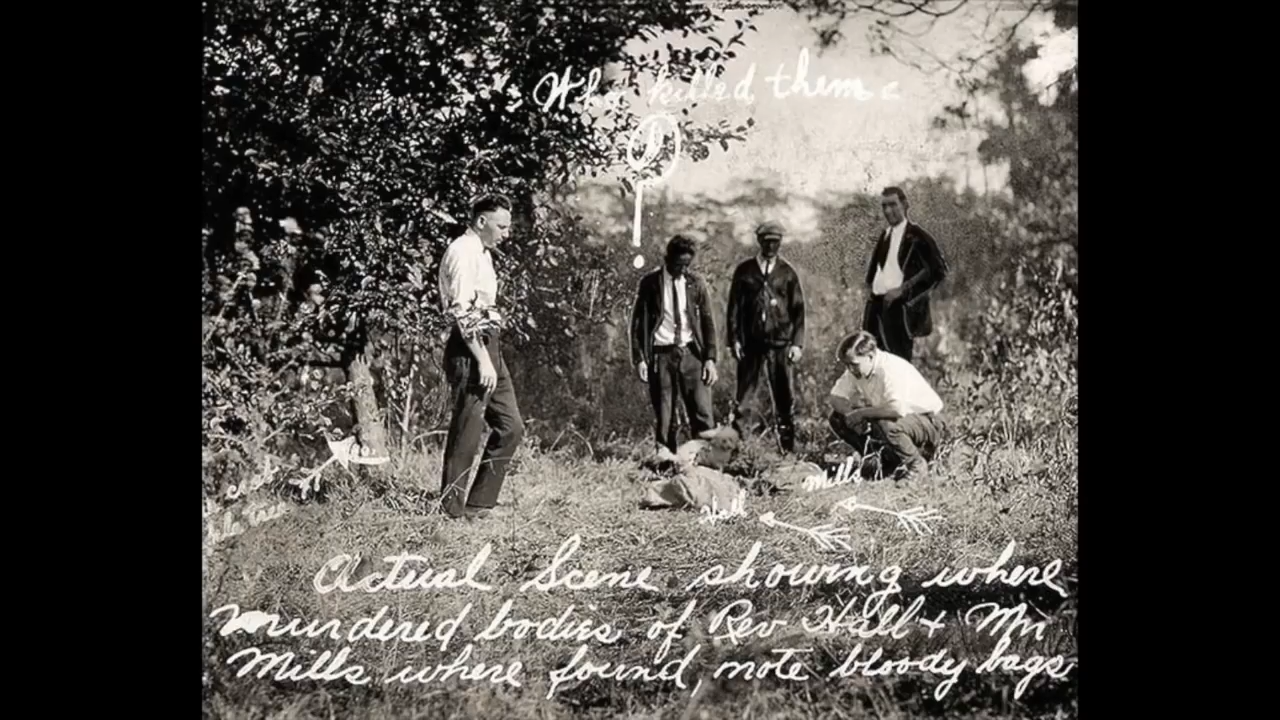 Who killed them
?
Mills
Hall
Actual Scene showing where
murdered bodies of Rev Hall + Mrs
Mills where found, note bloody bags